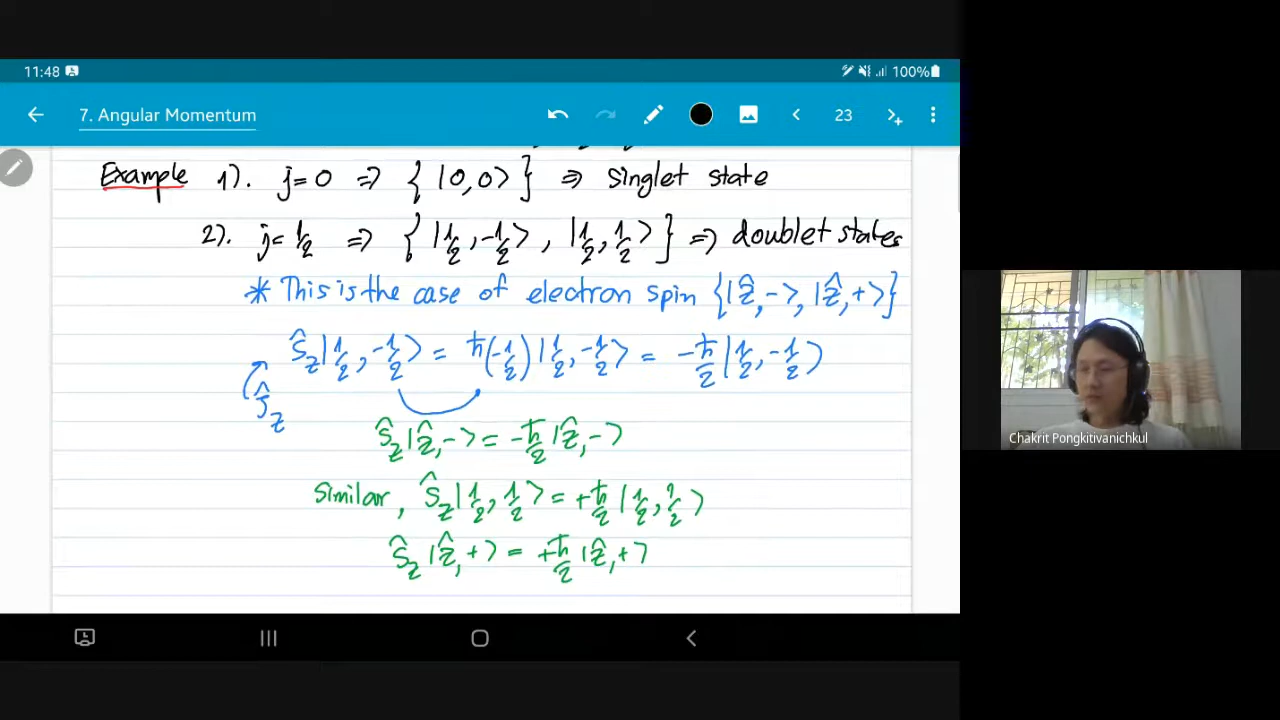 11:48 100%
7. Angular Momentum 23
Example 1). j=0 ⇒ { |0,0> } ⇒ singlet state
2). j=1/2 ⇒ { |1/2,-1/2> , |1/2,1/2> } ⇒ doublet states
* This is the case of electron spin { |ẑ,->, |ẑ,+> }
Ŝz|1/2,-1/2> = ħ(-1/2)|1/2,-1/2> = -ħ/2|1/2,-1/2>
Ĵz
Ŝz|ẑ,-> = -ħ/2|ẑ,->
Similar, Ŝz|1/2,1/2> = +ħ/2|1/2,1/2>
Ŝz|ẑ,+> = +ħ/2|ẑ,+>
Chakrit Pongkitivanichkul